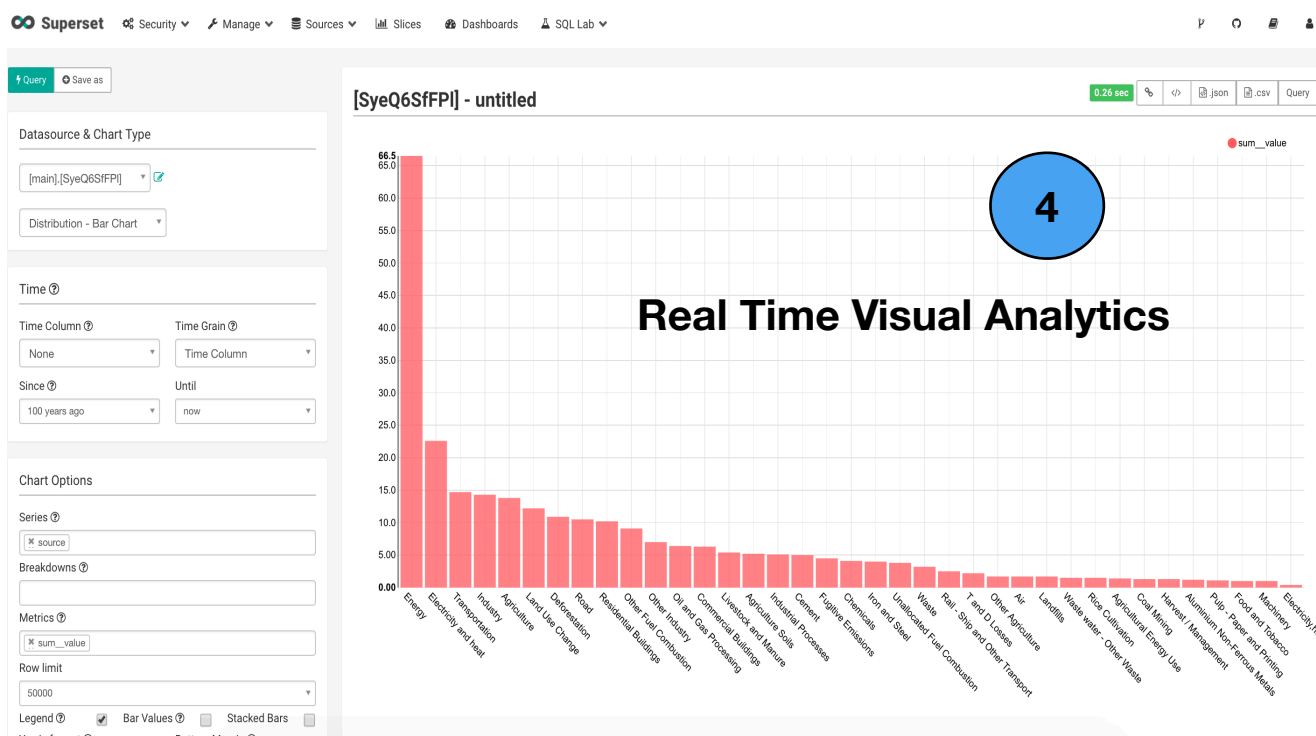 Superset Security Manage Sources Slices Dashboards SQL Lab
Query Save as
[SyeQ6SfFPl] - untitled
0.26 sec </> .json .csv Query
Datasource & Chart Type
[main].[SyeQ6SfFPl]
Distribution - Bar Chart
Time
Time Column Time Grain
None Time Column
Since Until
100 years ago now
Chart Options
Series
source
Breakdowns
Metrics
sum__value
Row limit
50000
Legend Bar Values Stacked Bars
sum__value
4
Real Time Visual Analytics
66.5
65.0
60.0
55.0
50.0
45.0
40.0
35.0
30.0
25.0
20.0
15.0
10.0
5.00
0.00
Energy
Electricity and heat
Transportation
Industry
Agriculture
Land Use Change
Deforestation
Road
Residential Buildings
Other Fuel Combustion
Other Industry
Oil and Gas Processing
Commercial Buildings
Livestock and Manure
Agriculture Soils
Industrial Processes
Cement
Fugitive Emissions
Chemicals
Iron and Steel
Unallocated Fuel Combustion
Waste
Rail - Ship and Other Transport
T and D Losses
Other Agriculture
Air
Landfills
Waste water - Other Waste
Rice Cultivation
Agricultural Energy Use
Coal Mining
Harvest / Management
Aluminium Non-Ferrous Metals
Pulp - Paper and Printing
Food and Tobacco
Machinery